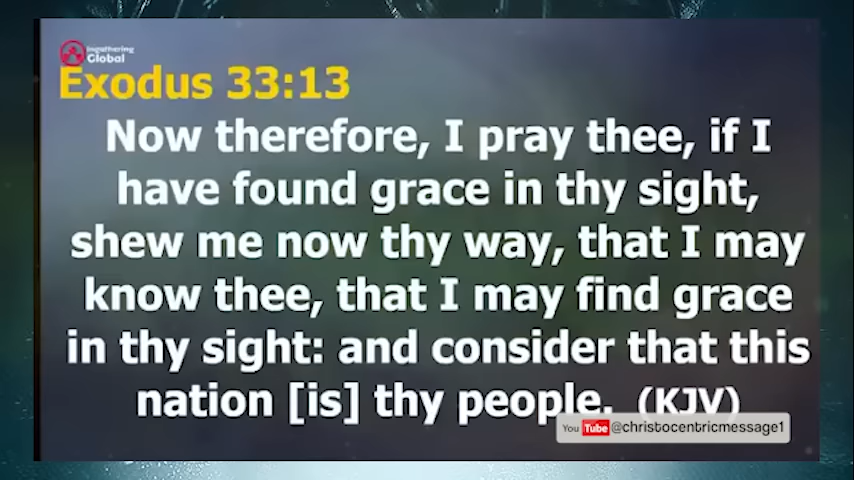 Ingathering
Global
Exodus 33:13
Now therefore, I pray thee, if I
have found grace in thy sight,
shew me now thy way, that I may
know thee, that I may find grace
in thy sight: and consider that this
nation [is] thy people. (KJV)
You Tube @christocentricmessage1